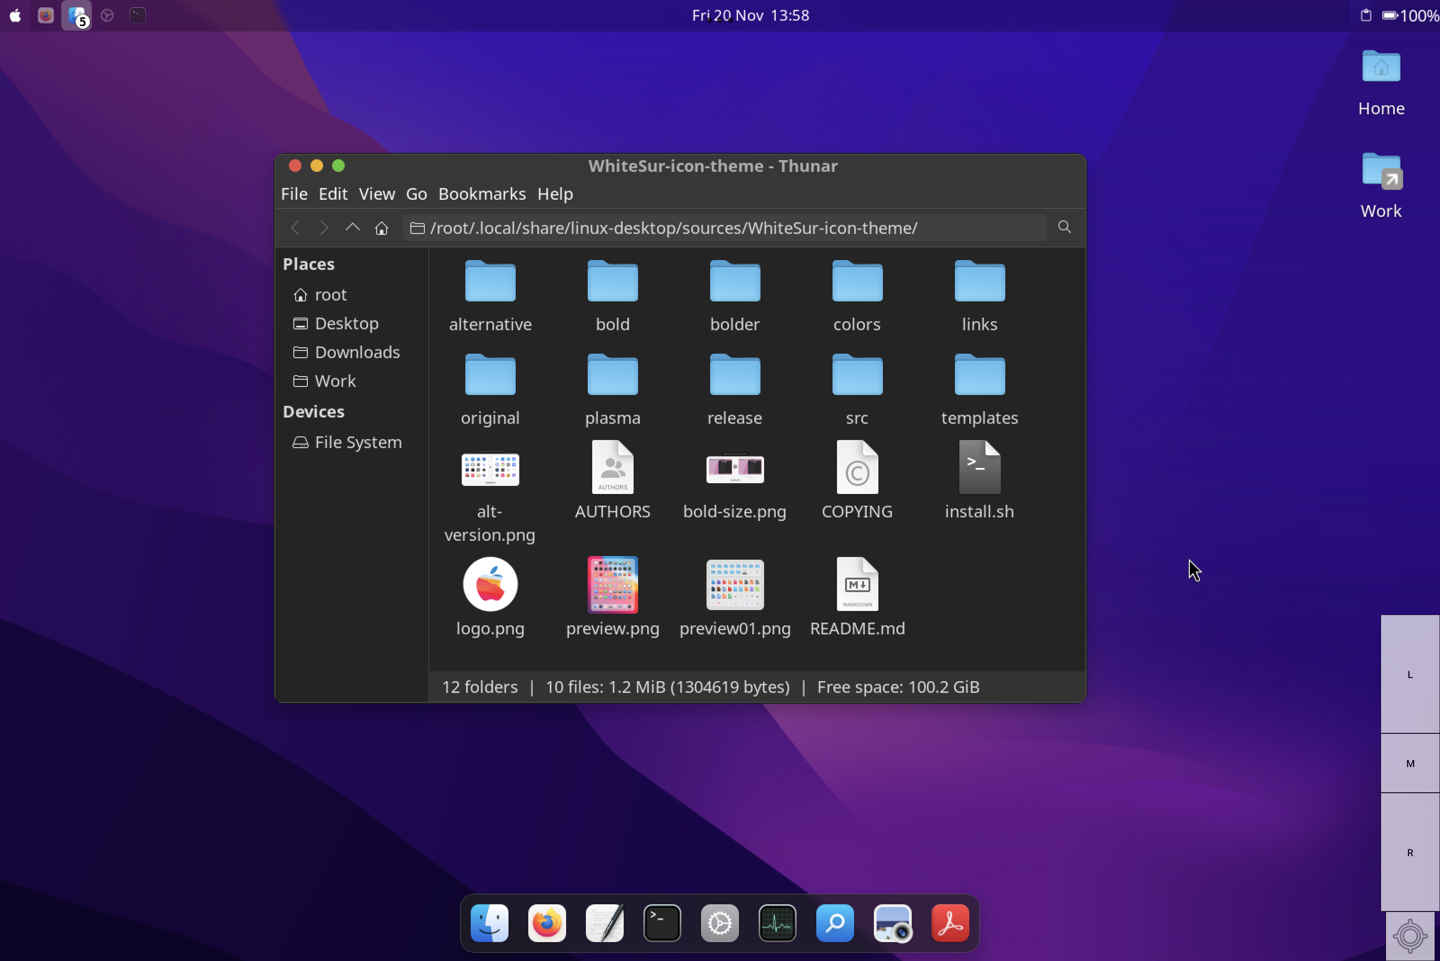 5
Fri 20 Nov 13:58
100%
Home
Work
WhiteSur-icon-theme - Thunar
File Edit View Go Bookmarks Help
/root/.local/share/linux-desktop/sources/WhiteSur-icon-theme/
Places
root
Desktop
Downloads
Work
Devices
File System
alternative bold bolder colors links
original plasma release src templates
AUTHORS
>_
alt-version.png AUTHORS bold-size.png COPYING install.sh
M
MARKDOWN
logo.png preview.png preview01.png README.md
12 folders | 10 files: 1.2 MiB (1304619 bytes) | Free space: 100.2 GiB
L
M
R
>_